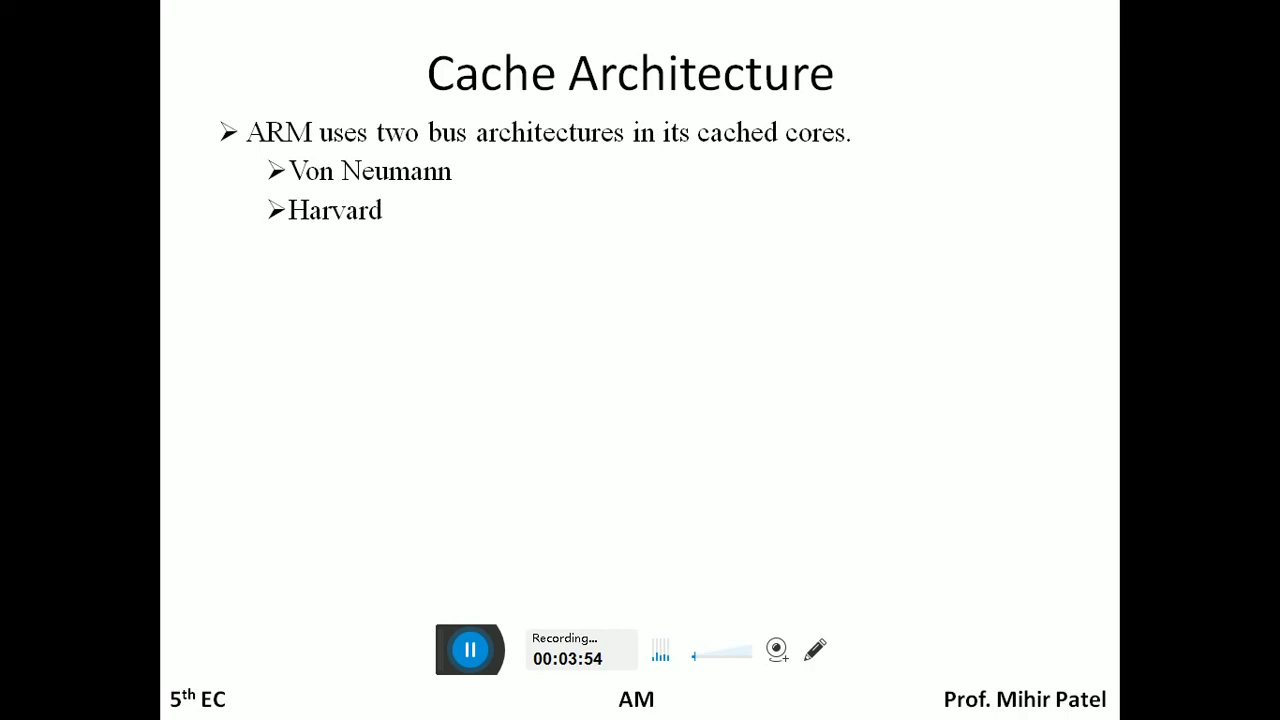 Cache Architecture
➢ ARM uses two bus architectures in its cached cores.
➢Von Neumann
➢Harvard
Recording...
00:03:54
5th EC
AM
Prof. Mihir Patel